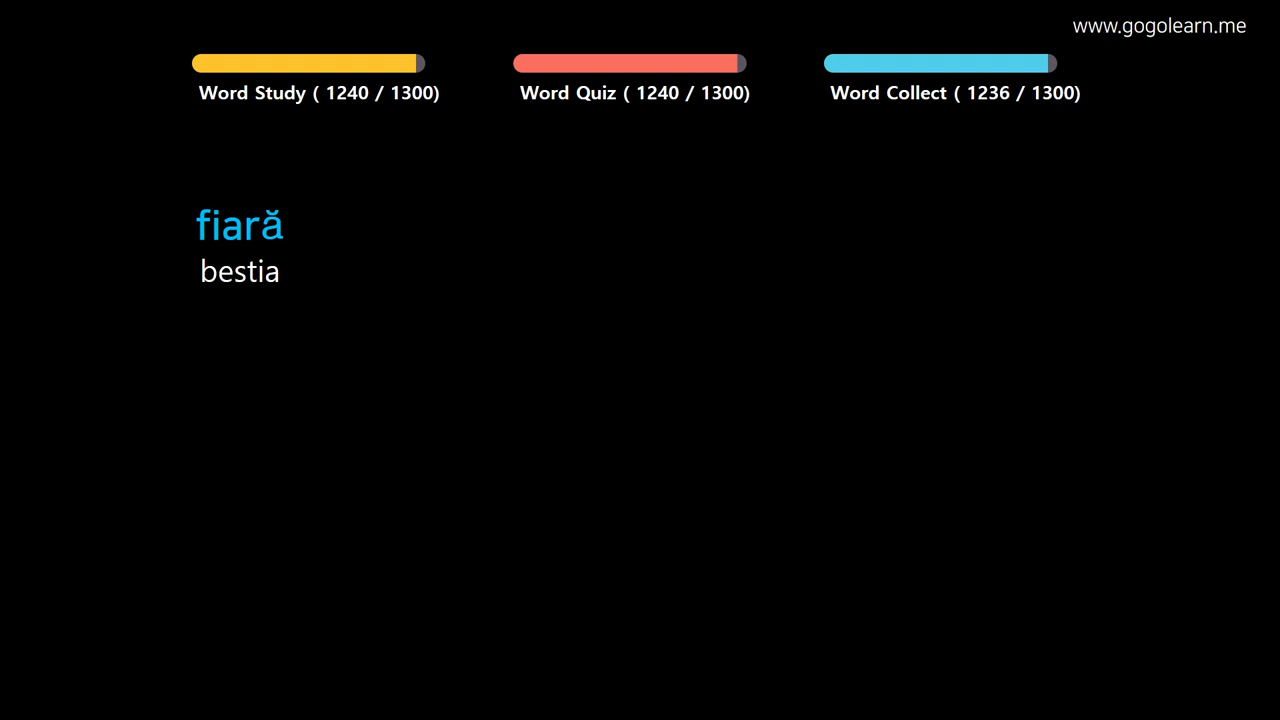 www.gogolearn.me
Word Study ( 1240 / 1300)
Word Quiz ( 1240 / 1300)
Word Collect ( 1236 / 1300)
fiară
bestia